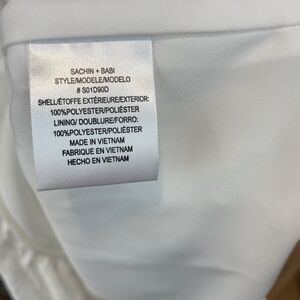 SACHIN + BABI
STYLE/MODELE/MODELO
# S01D90D
SHELL/ÉTOFFE EXTÉRIEURE/EXTERIOR:
100%POLYESTER/POLIÉSTER
LINING/ DOUBLURE/FORRO:
100%POLYESTER/POLIÉSTER
MADE IN VIETNAM
FABRIQUE EN VIETNAM
HECHO EN VIETNAM